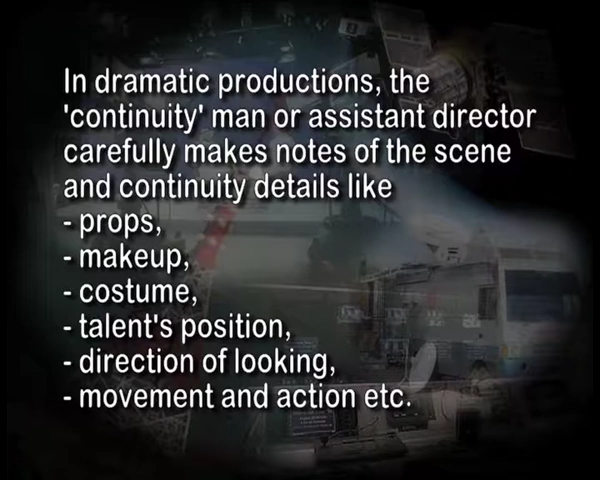 In dramatic productions, the
'continuity' man or assistant director
carefully makes notes of the scene
and continuity details like
- props,
- makeup,
- costume,
- talent's position,
- direction of looking,
- movement and action etc.